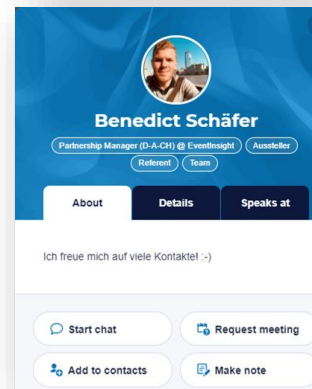 Benedict Schäfer
Partnership Manager (D-A-CH) @ EventInsight Aussteller
Referent Team
About Details Speaks at
Ich freue mich auf viele Kontakte! :-)
Start chat Request meeting
Add to contacts Make note